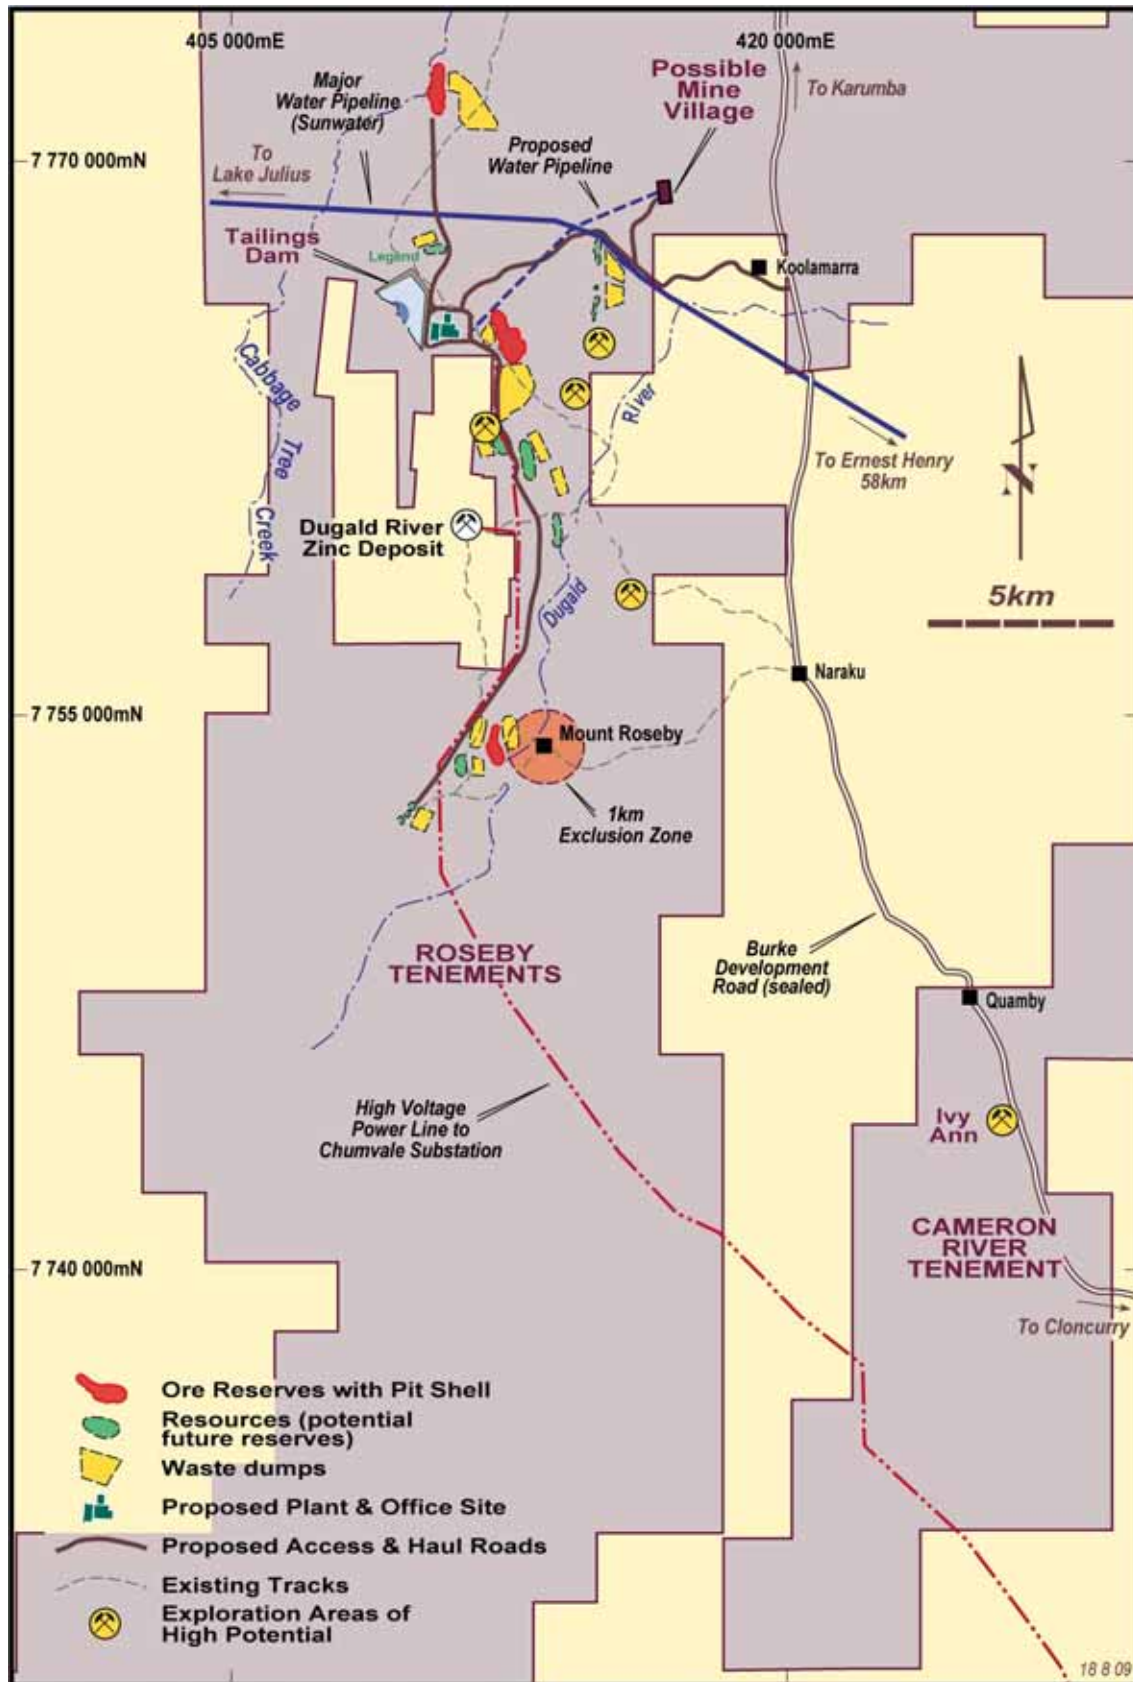 405 000mE
420 000mE
Possible
Mine
Village
To Karumba
Major
Water Pipeline
(Sunwater)
Proposed
Water Pipeline
7 770 000mN
To
Lake Julius
Tailings
Dam
Legend
Koolamarra
Cabbage
Tree
Creek
River
To Ernest Henry
58km
N
Dugald River
Zinc Deposit
Dugald
5km
Naraku
7 755 000mN
Mount Roseby
1km
Exclusion Zone
ROSEBY
TENEMENTS
Burke
Development
Road (sealed)
Quamby
High Voltage
Power Line to
Chumvale Substation
Ivy
Ann
CAMERON
RIVER
TENEMENT
7 740 000mN
To Cloncurry
Ore Reserves with Pit Shell
Resources (potential
future reserves)
Waste dumps
Proposed Plant & Office Site
Proposed Access & Haul Roads
Existing Tracks
Exploration Areas of
High Potential
18 8 09